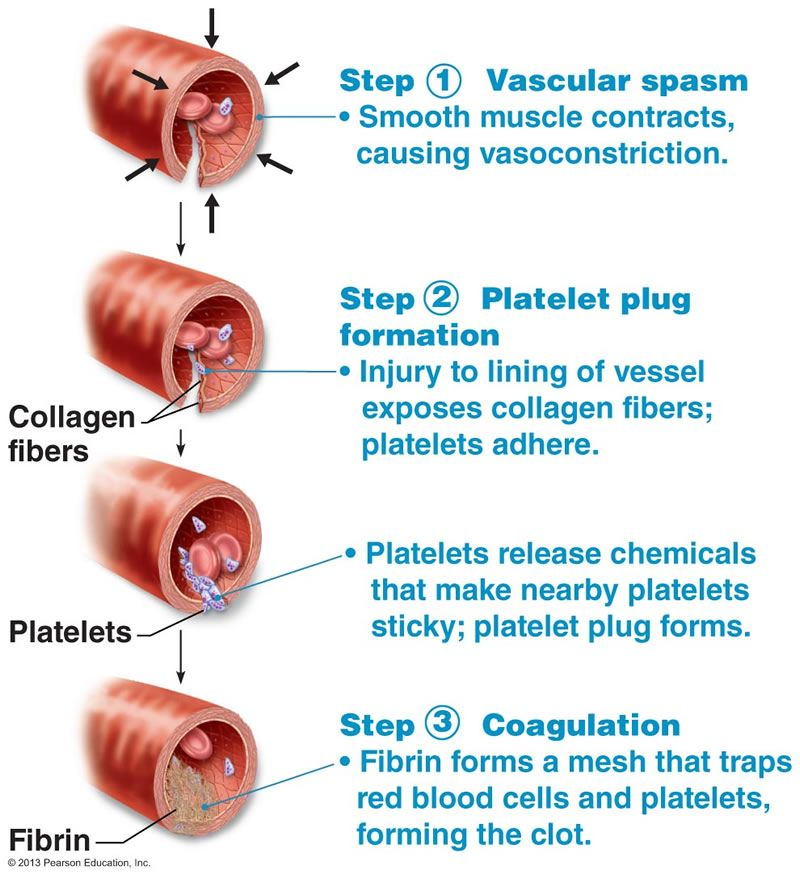 Step 1 Vascular spasm
• Smooth muscle contracts,
causing vasoconstriction.
Step 2 Platelet plug
formation
• Injury to lining of vessel
exposes collagen fibers;
platelets adhere.
Collagen
fibers
• Platelets release chemicals
that make nearby platelets
sticky; platelet plug forms.
Platelets
Step 3 Coagulation
• Fibrin forms a mesh that traps
red blood cells and platelets,
forming the clot.
Fibrin
© 2013 Pearson Education, Inc.